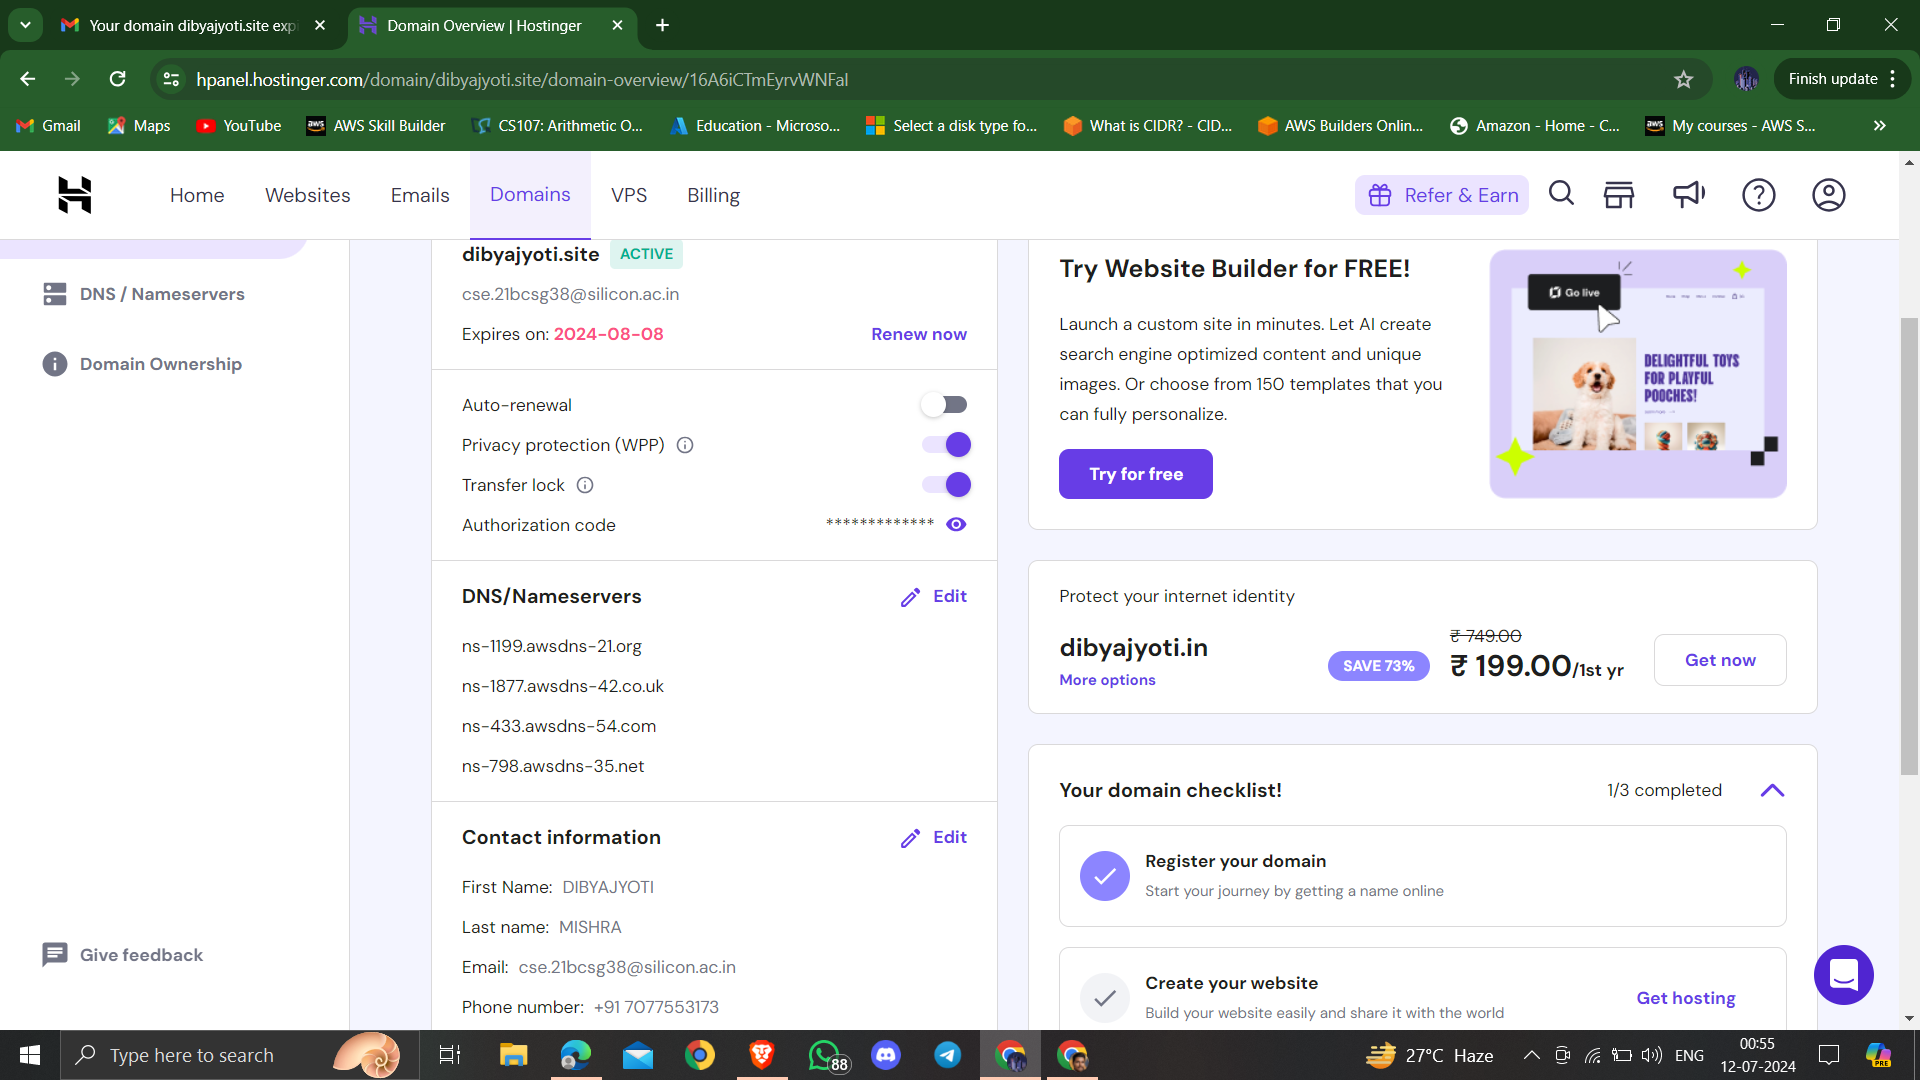 Your domain dibyajyoti.site exp
Domain Overview | Hostinger
hpanel.hostinger.com/domain/dibyajyoti.site/domain-overview/16A6iCTmEyrvWNFal
Finish update
Gmail
Maps
YouTube
AWS Skill Builder
CS107: Arithmetic O...
Education - Microso...
Select a disk type fo...
What is CIDR? - CID...
AWS Builders Onlin...
Amazon - Home - C...
My courses - AWS S...
Home
Websites
Emails
Domains
VPS
Billing
Refer & Earn
DNS / Nameservers
Domain Ownership
Give feedback
dibyajyoti.site ACTIVE
cse.21bcsg38@silicon.ac.in
Expires on: 2024-08-08 Renew now
Auto-renewal
Privacy protection (WPP)
Transfer lock
Authorization code *************
DNS/Nameservers Edit
ns-1199.awsdns-21.org
ns-1877.awsdns-42.co.uk
ns-433.awsdns-54.com
ns-798.awsdns-35.net
Contact information Edit
First Name: DIBYAJYOTI
Last name: MISHRA
Email: cse.21bcsg38@silicon.ac.in
Phone number: +91 7077553173
Try Website Builder for FREE!
Launch a custom site in minutes. Let AI create
search engine optimized content and unique
images. Or choose from 150 templates that you
can fully personalize.
Try for free
Go live
DELIGHTFUL TOYS
FOR PLAYFUL
POOCHES!
Protect your internet identity
dibyajyoti.in
More options
SAVE 73%
₹ 749.00
₹ 199.00/1st yr
Get now
Your domain checklist! 1/3 completed
Register your domain
Start your journey by getting a name online
Create your website
Build your website easily and share it with the world
Get hosting
Type here to search
88
27°C Haze
ENG
00:55
12-07-2024
PRE